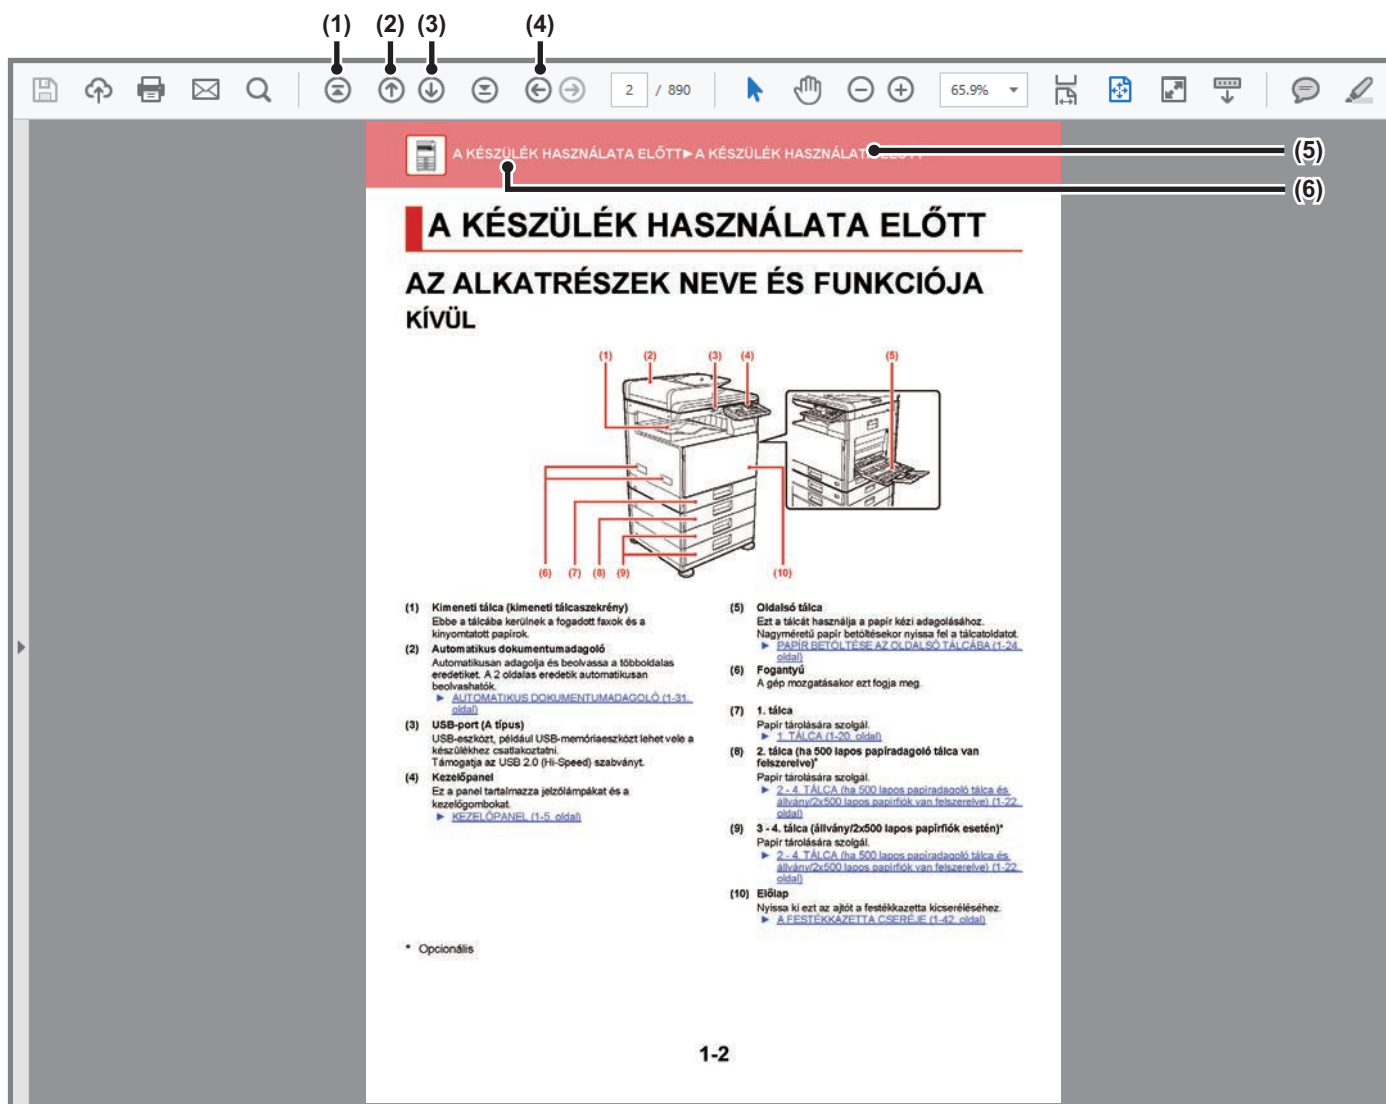 (1) (2) (3) (4)
2 / 890 65.9%
A KÉSZÜLÉK HASZNÁLATA ELŐTT►A KÉSZÜLÉK HASZNÁLATA ELŐTT
(5)
(6)
A KÉSZÜLÉK HASZNÁLATA ELŐTT
AZ ALKATRÉSZEK NEVE ÉS FUNKCIÓJA
KÍVÜL
(1) (2) (3) (4) (5)
(6) (7) (8) (9) (10)
(1) Kimeneti tálca (kimeneti tálcaszekrény)
Ebbe a tálcába kerülnek a fogadott faxok és a
kinyomtatott papírok.
(2) Automatikus dokumentumadagoló
Automatikusan adagolja és beolvassa a többoldalas
eredetiket. A 2 oldalas eredetik automatikusan
beolvashatók.
► AUTOMATIKUS DOKUMENTUMADAGOLÓ (1-31.
oldal)
(3) USB-port (A típus)
USB-eszközt, például USB-memóriaeszközt lehet vele a
készülékhez csatlakoztatni.
Támogatja az USB 2.0 (Hi-Speed) szabványt.
(4) Kezelőpanel
Ez a panel tartalmazza jelzőlámpákat és a
kezelőgombokat.
► KEZELŐPANEL (1-5. oldal)
(5) Oldalsó tálca
Ezt a tálcát használja a papír kézi adagolásához.
Nagyméretű papír betöltésekor nyissa fel a tálcatoldatot.
► PAPÍR BETÖLTÉSE AZ OLDALSÓ TÁLCÁBA (1-24.
oldal)
(6) Fogantyú
A gép mozgatásakor ezt fogja meg.
(7) 1. tálca
Papír tárolására szolgál.
► 1. TÁLCA (1-20. oldal)
(8) 2. tálca (ha 500 lapos papíradagoló tálca van
felszerelve)*
Papír tárolására szolgál.
► 2 - 4. TÁLCA (ha 500 lapos papíradagoló tálca és
állvány/2x500 lapos papírfiók van felszerelve) (1-22.
oldal)
(9) 3 - 4. tálca (állvány/2x500 lapos papírfiók esetén)*
Papír tárolására szolgál.
► 2 - 4. TÁLCA (ha 500 lapos papíradagoló tálca és
állvány/2x500 lapos papírfiók van felszerelve) (1-22.
oldal)
(10) Előlap
Nyissa ki ezt az ajtót a festékkazetta kicseréléséhez.
► A FESTÉKKAZETTA CSERÉJE (1-42. oldal)
* Opcionális
1-2